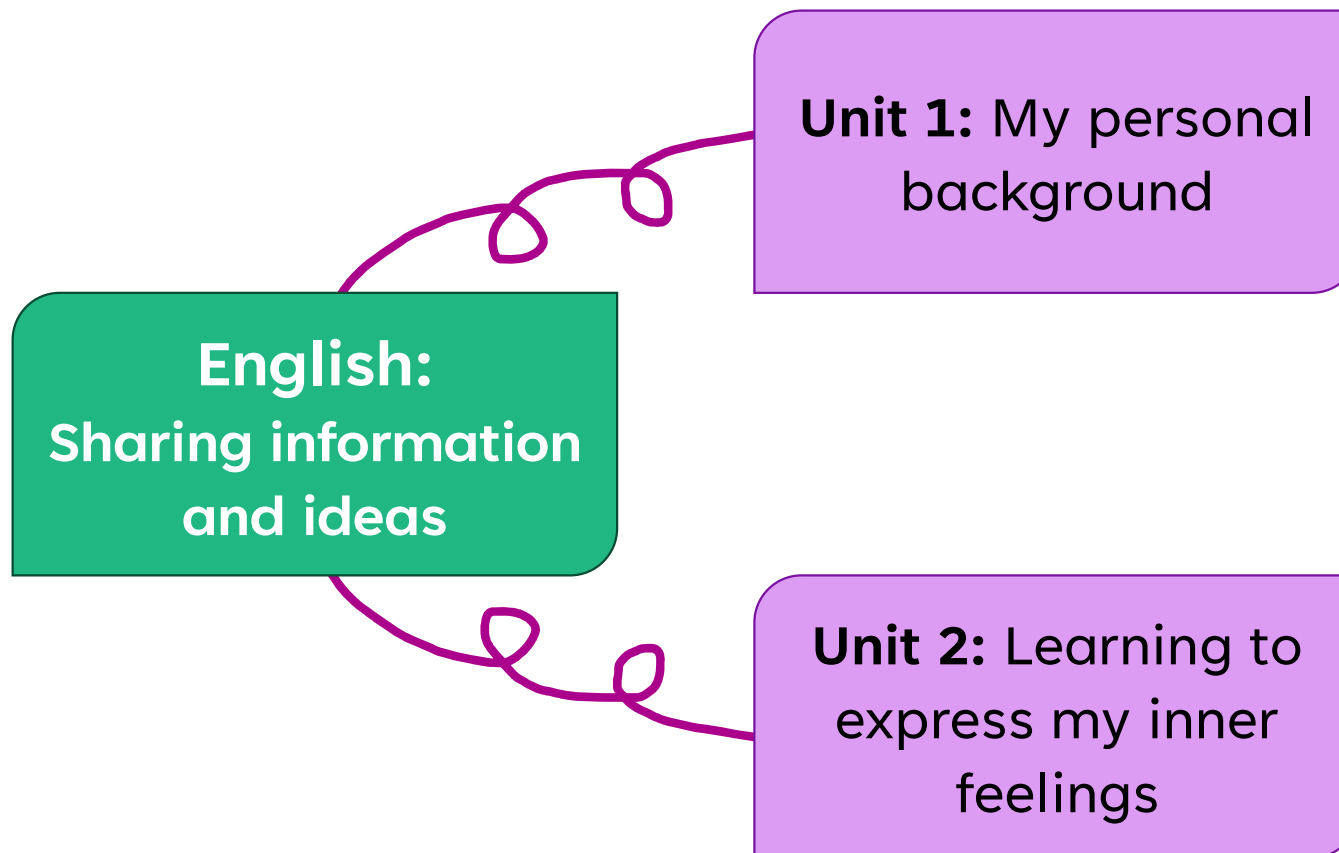 Unit 1: My personal
background
English:
Sharing information
and ideas
Unit 2: Learning to
express my inner
feelings